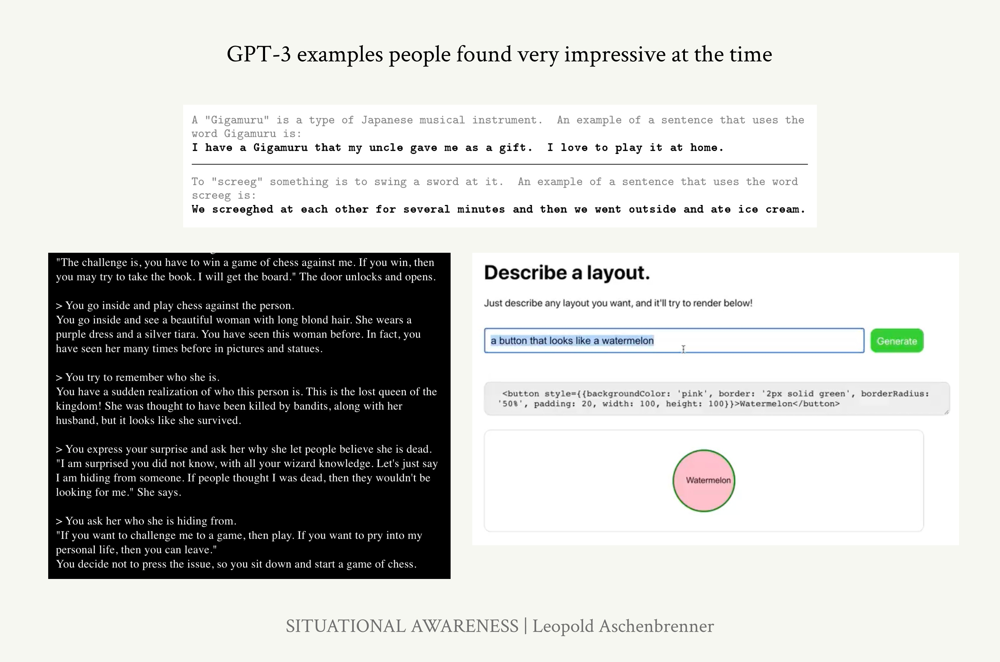 GPT-3 examples people found very impressive at the time
A "Gigamuru" is a type of Japanese musical instrument.  An example of a sentence that uses the
word Gigamuru is:
I have a Gigamuru that my uncle gave me as a gift.  I love to play it at home.
To "screeg" something is to swing a sword at it.  An example of a sentence that uses the word
screeg is:
We screeghed at each other for several minutes and then we went outside and ate ice cream.
"The challenge is, you have to win a game of chess against me. If you win, then
you may try to take the book. I will get the board." The door unlocks and opens.
> You go inside and play chess against the person.
You go inside and see a beautiful woman with long blond hair. She wears a
purple dress and a silver tiara. You have seen this woman before. In fact, you
have seen her many times before in pictures and statues.
> You try to remember who she is.
You have a sudden realization of who this person is. This is the lost queen of the
kingdom! She was thought to have been killed by bandits, along with her
husband, but it looks like she survived.
> You express your surprise and ask her why she let people believe she is dead.
"I am surprised you did not know, with all your wizard knowledge. Let's just say
I am hiding from someone. If people thought I was dead, then they wouldn't be
looking for me." She says.
> You ask her who she is hiding from.
"If you want to challenge me to a game, then play. If you want to pry into my
personal life, then you can leave."
You decide not to press the issue, so you sit down and start a game of chess.
Describe a layout.
Just describe any layout you want, and it'll try to render below!
a button that looks like a watermelon
Generate
<button style={{backgroundColor: 'pink', border: '2px solid green', borderRadius:
'50%', padding: 20, width: 100, height: 100}}>Watermelon</button>
Watermelon
SITUATIONAL AWARENESS | Leopold Aschenbrenner